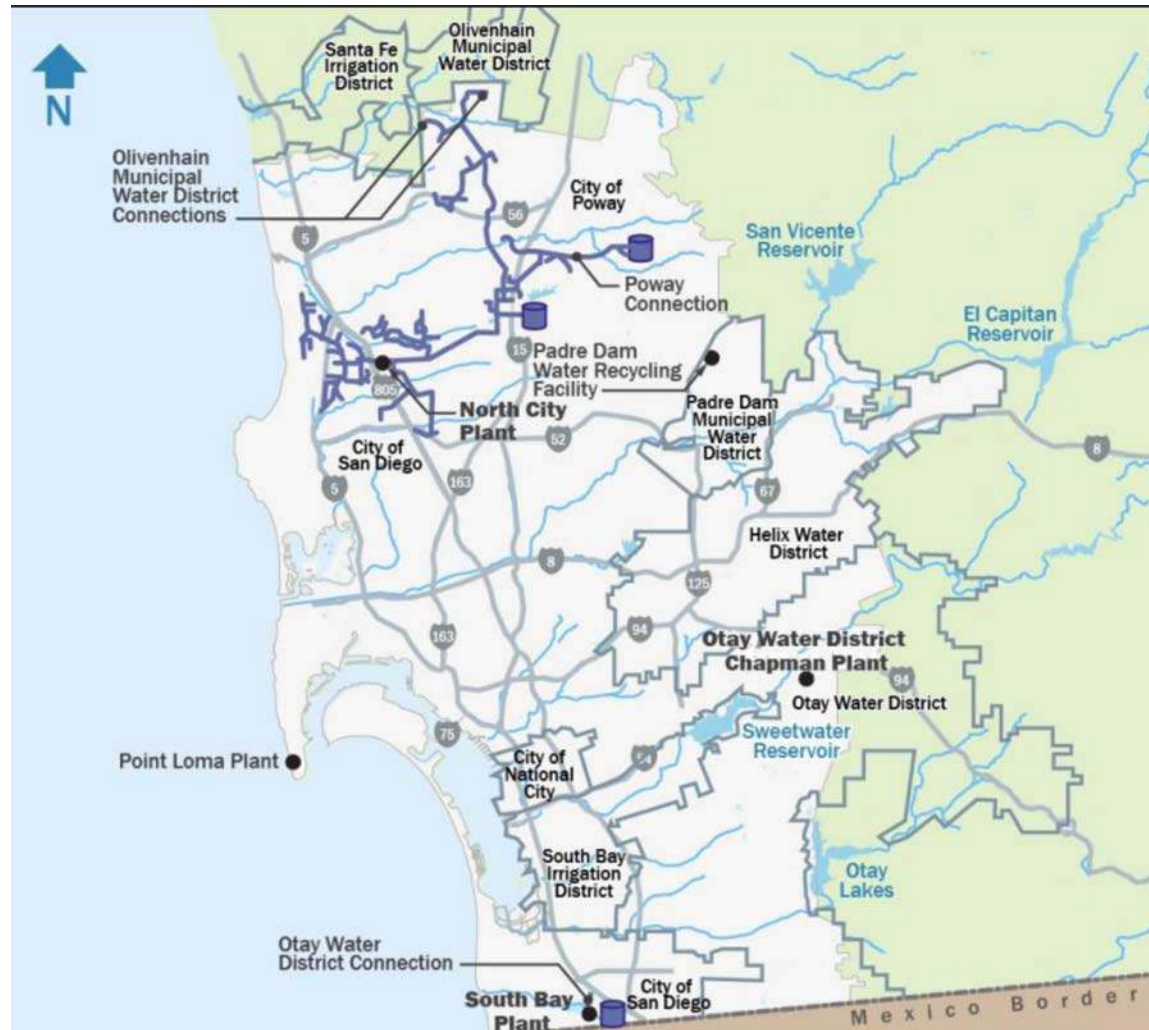 N
Santa Fe
Irrigation
District
Olivenhain
Municipal
Water District
Olivenhain
Municipal
Water District
Connections
City of
Poway
5
56
San Vicente
Reservoir
Poway
Connection
El Capitan
Reservoir
15
Padre Dam
Water Recycling
Facility
805
North City
Plant
Padre Dam
Municipal
Water
District
City of
San Diego
52
8
5
163
67
Helix Water
District
8
125
163
94
Otay Water District
Chapman Plant
94
Otay Water District
75
Sweetwater
Reservoir
Point Loma Plant
City of
National
City
54
South Bay
Irrigation
District
Otay
Lakes
Otay Water
District Connection
South Bay
Plant
City of
San Diego
Mexico Border